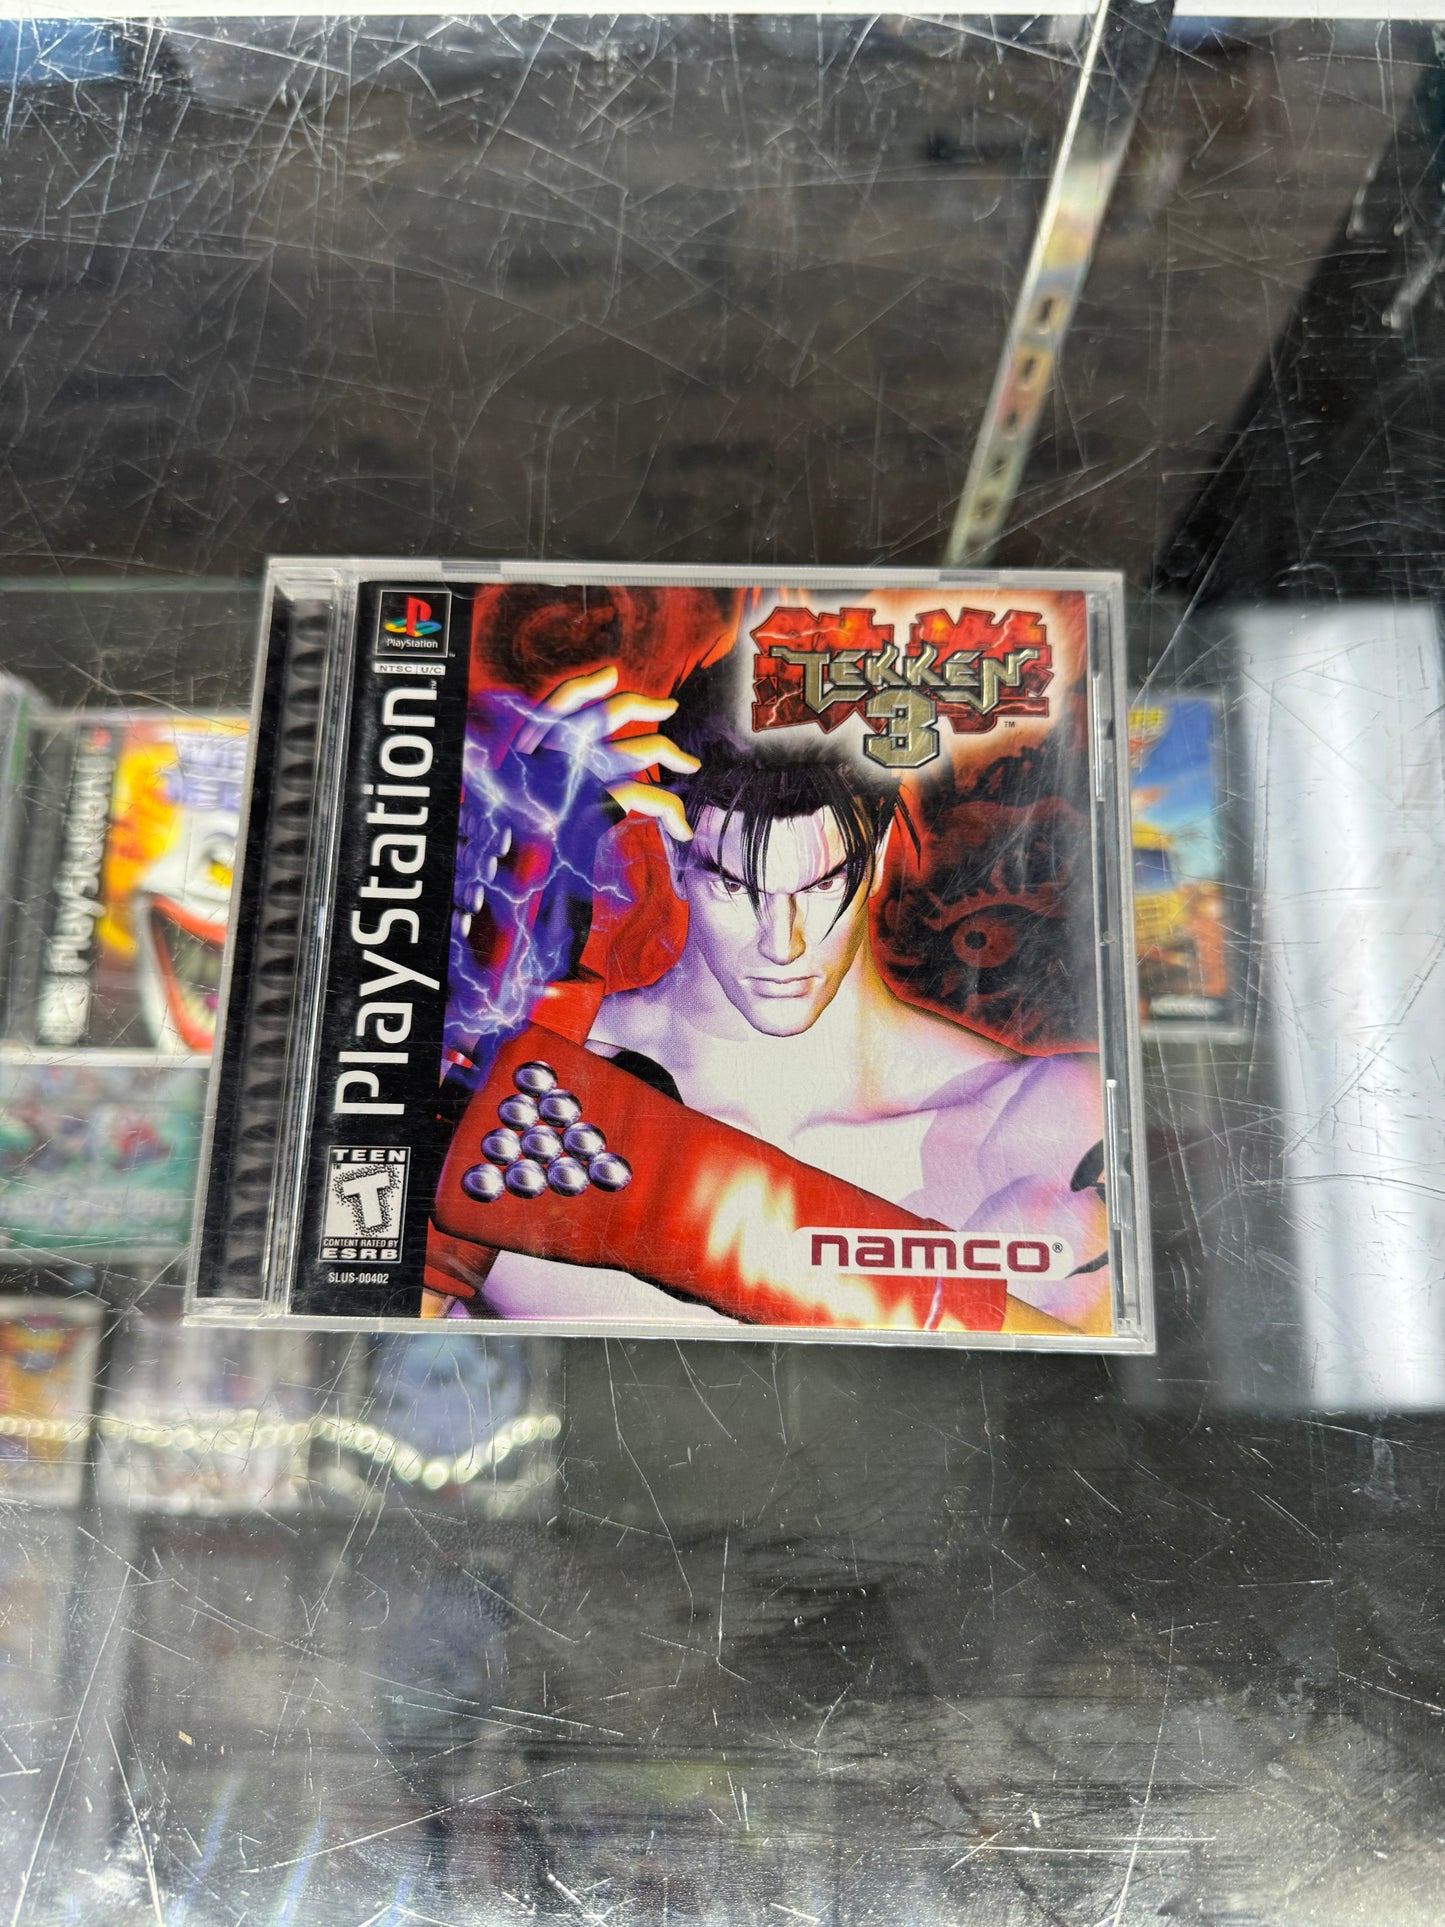 PlayStation
NTSC U/C
PlayStation
TEKKEN
3
TM
TEEN
T
CONTENT RATED BY
ESRB
SLUS-00402
namco®
PlayStation